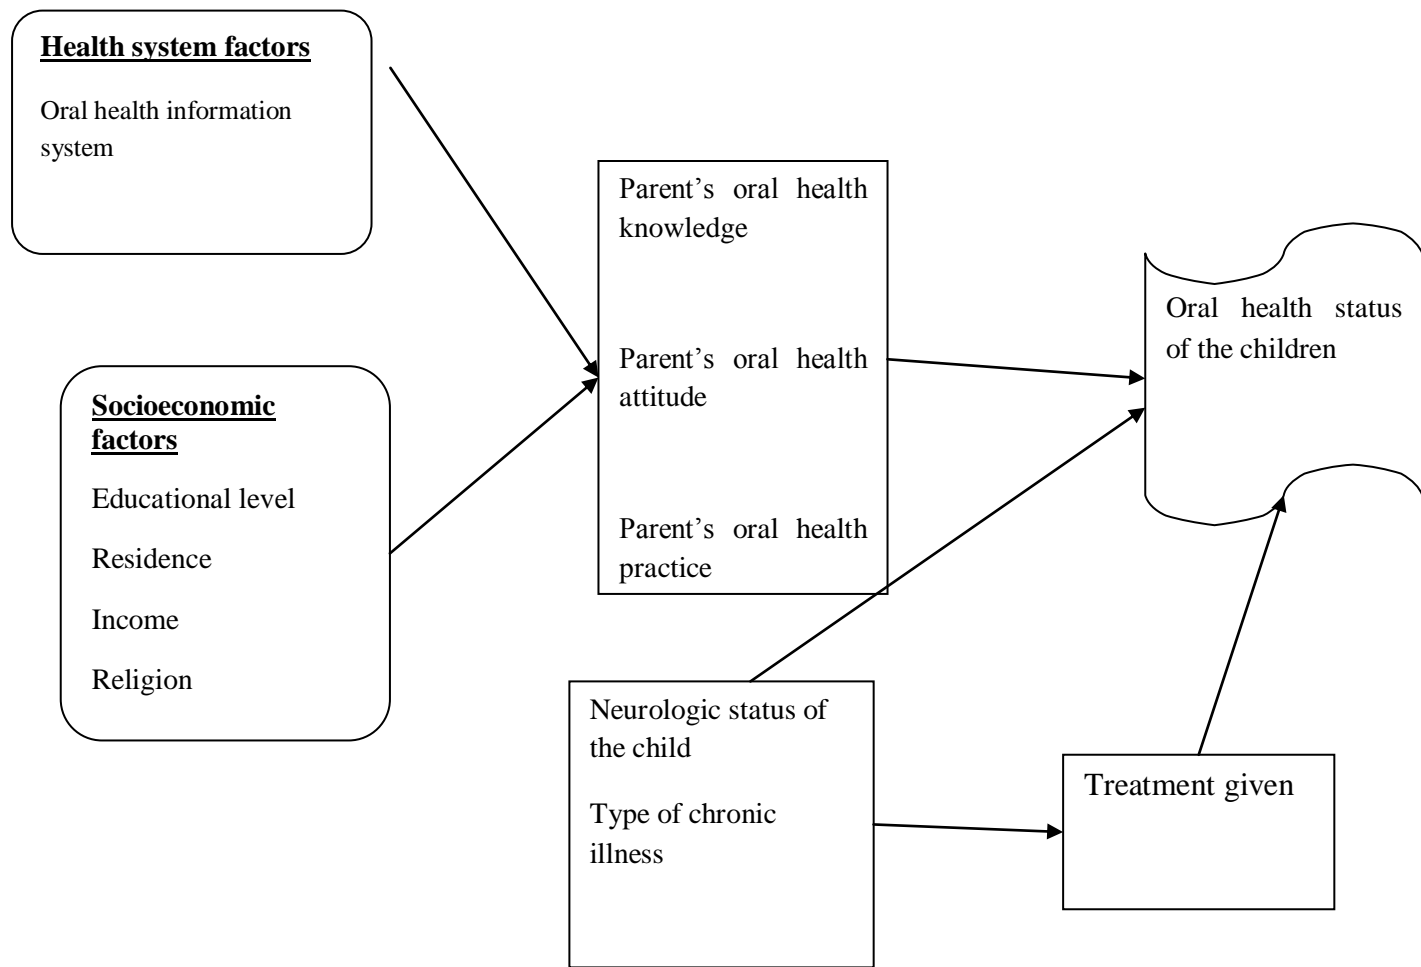 Health system factors
Oral health information
system
Parent’s oral health
knowledge
Parent’s oral health
attitude
Parent’s oral health
practice
Oral health status
of the children
Socioeconomic
factors
Educational level
Residence
Income
Religion
Neurologic status of
the child
Type of chronic
illness
Treatment given